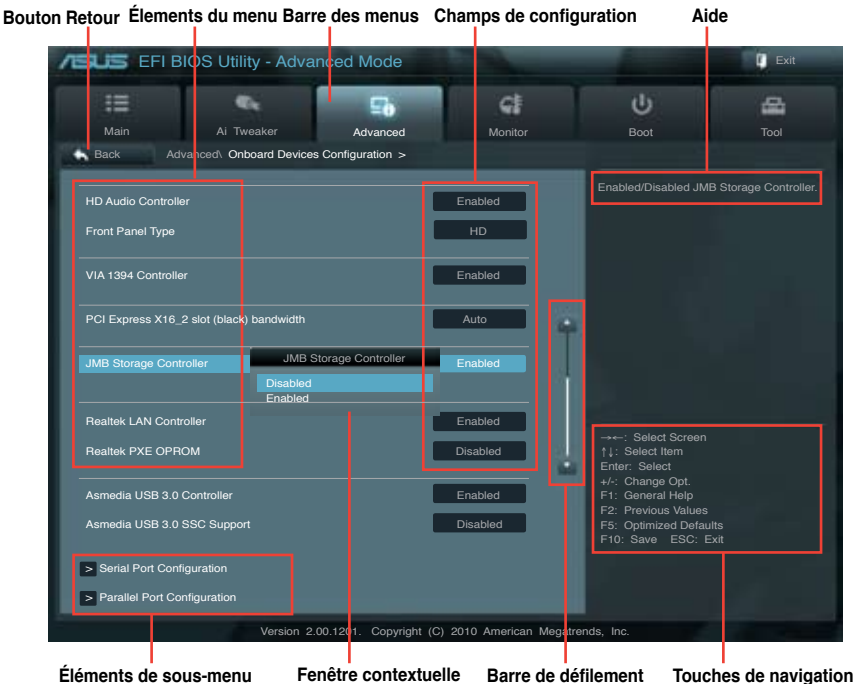 Bouton Retour Élements du menu Barre des menus Champs de configuration Aide
ASUS EFI BIOS Utility - Advanced Mode Exit
Main Ai Tweaker Advanced Monitor Boot Tool
Back Advanced\ Onboard Devices Configuration >
Enabled/Disabled JMB Storage Controller.
HD Audio Controller Enabled
Front Panel Type HD
VIA 1394 Controller Enabled
PCI Express X16_2 slot (black) bandwidth Auto
JMB Storage Controller JMB Storage Controller Enabled
Disabled
Enabled
Realtek LAN Controller Enabled
Realtek PXE OPROM Disabled
Asmedia USB 3.0 Controller Enabled
Asmedia USB 3.0 SSC Support Disabled
> Serial Port Configuration
> Parallel Port Configuration
→←: Select Screen
↑↓: Select Item
Enter: Select
+/-: Change Opt.
F1: General Help
F2: Previous Values
F5: Optimized Defaults
F10: Save ESC: Exit
Version 2.00.1201. Copyright (C) 2010 American Megatrends, Inc.
Éléments de sous-menu Fenêtre contextuelle Barre de défilement Touches de navigation